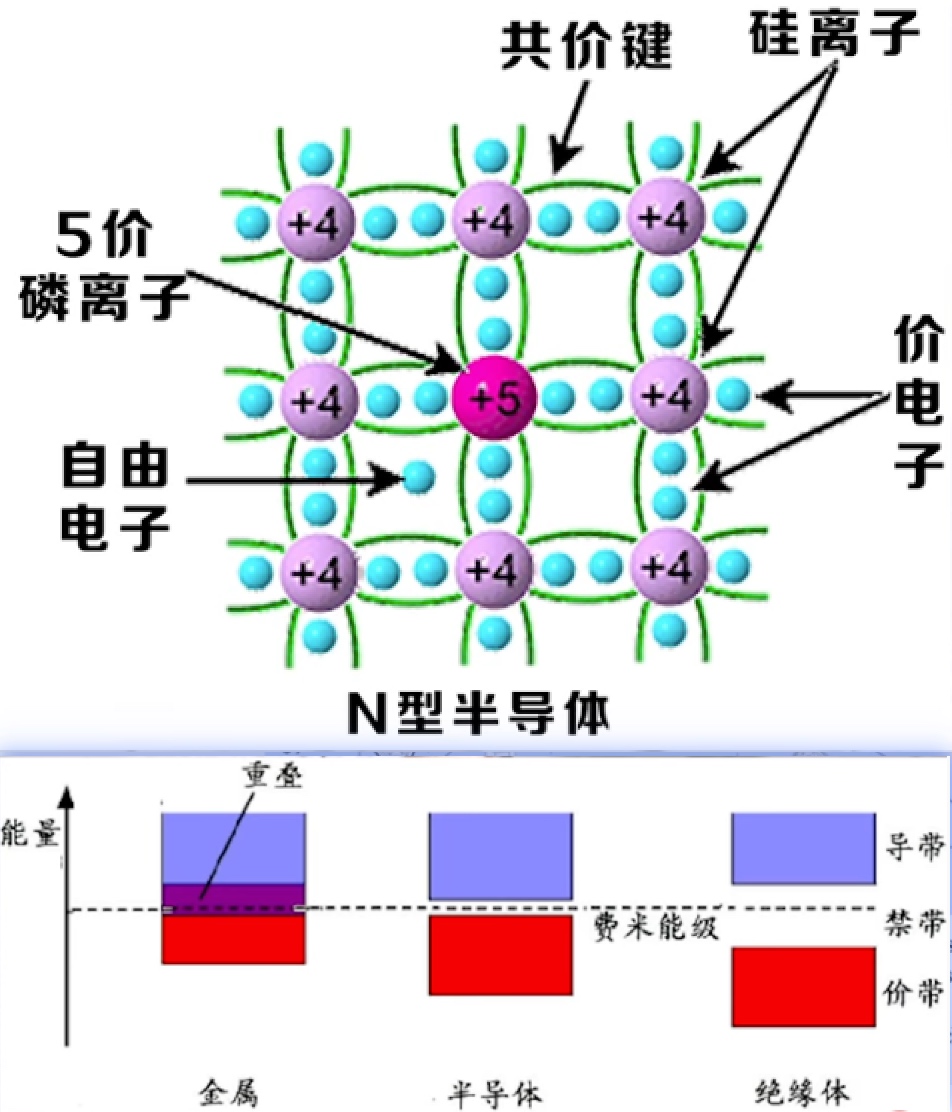 共价键
硅离子
+4
+4
+4
5价
磷离子
+4
+5
+4
价
电
子
自由
电子
+4
+4
+4
N型半导体
重叠
能量
导带
费米能级
禁带
价带
金属
半导体
绝缘体